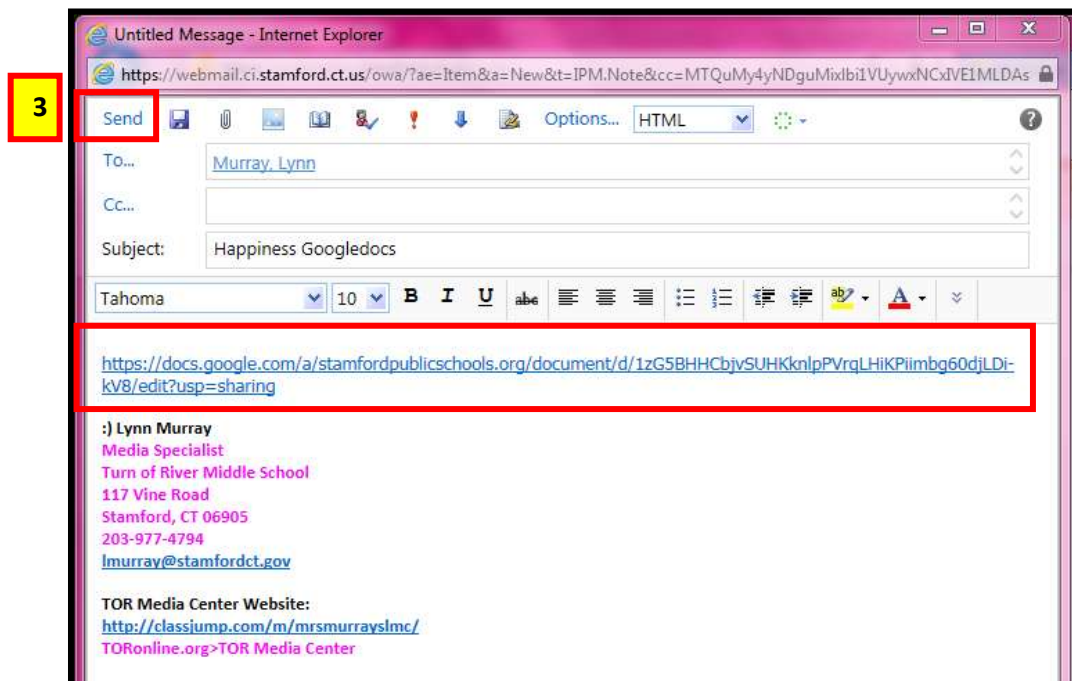 Untitled Message - Internet Explorer
https://webmail.ci.stamford.ct.us/owa/?ae=Item&a=New&t=IPM.Note&cc=MTQuMy4yNDguMixlbi1VUywxNCxIVE1MLDAs
3
Send Options... HTML
To... Murray, Lynn
Cc...
Subject: Happiness Googledocs
Tahoma 10 B I U abc ab A
https://docs.google.com/a/stamfordpublicschools.org/document/d/1zG5BHHCbjvSUHKknlpPVrqLHiKPiimbg60djLDi-
kV8/edit?usp=sharing
:) Lynn Murray
Media Specialist
Turn of River Middle School
117 Vine Road
Stamford, CT 06905
203-977-4794
lmurray@stamfordct.gov
TOR Media Center Website:
http://classjump.com/m/mrsmurrayslmc/
TORonline.org>TOR Media Center